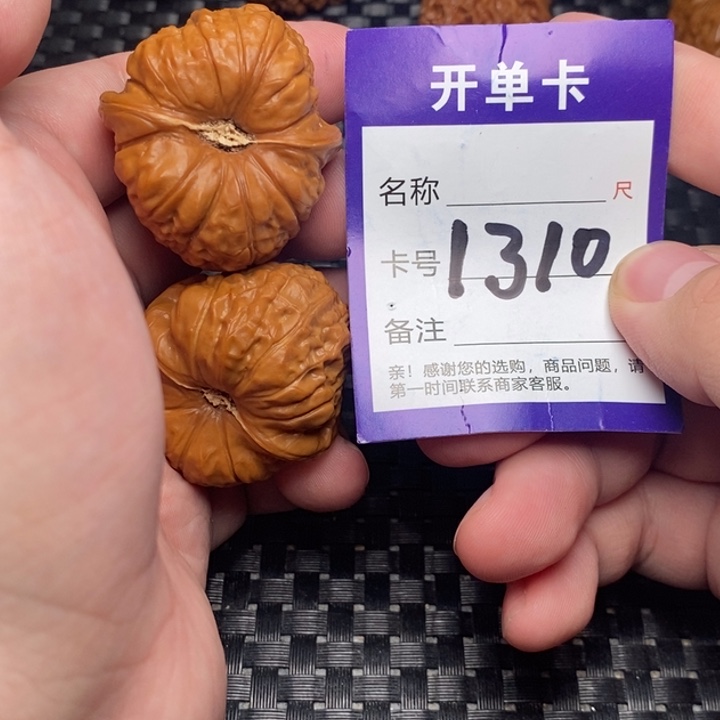 开单卡
名称 尺
卡号 1310
备注
亲！感谢您的选购，商品问题，请
第一时间联系商家客服。